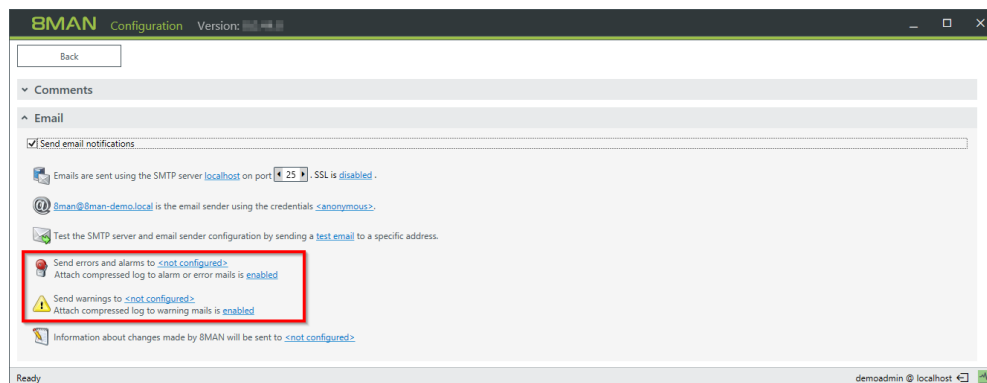 8MAN Configuration Version:
Back
Comments
Email
Send email notifications
Emails are sent using the SMTP server localhost on port 25 . SSL is disabled .
8man@8man-demo.local is the email sender using the credentials <anonymous>.
Test the SMTP server and email sender configuration by sending a test email to a specific address.
Send errors and alarms to <not configured>
Attach compressed log to alarm or error mails is enabled
Send warnings to <not configured>
Attach compressed log to warning mails is enabled
Information about changes made by 8MAN will be sent to <not configured>
Ready demoadmin @ localhost